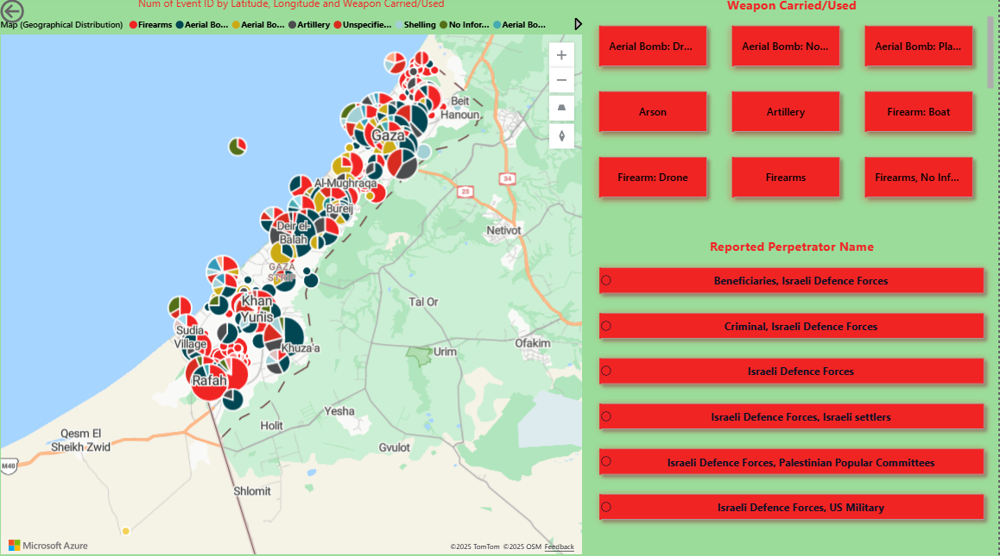 Num of Event ID by Latitude, Longitude and Weapon Carried/Used
Map (Geographical Distribution) Firearms Aerial Bo... Aerial Bo... Artillery Unspecifie... Shelling No Infor... Aerial Bo...
Beit
Hanoun
Gaza
Al-Mughraga
34
25
Bureij
Deir el-
Balah
Netivot
GAZA
Khan
Yunis
Tal Or
Sudia
Village
Khuza'a
Urim
Ofakim
Rafah
Yesha
Holit
Qesm El
Sheikh Zwid
Gvulot
M40
Shlomit
Microsoft Azure
©2025 TomTom ©2025 OSM Feedback
Weapon Carried/Used
Aerial Bomb: Dr...
Aerial Bomb: No...
Aerial Bomb: Pla...
Arson
Artillery
Firearm: Boat
Firearm: Drone
Firearms
Firearms, No Inf...
Reported Perpetrator Name
Beneficiaries, Israeli Defence Forces
Criminal, Israeli Defence Forces
Israeli Defence Forces
Israeli Defence Forces, Israeli settlers
Israeli Defence Forces, Palestinian Popular Committees
Israeli Defence Forces, US Military